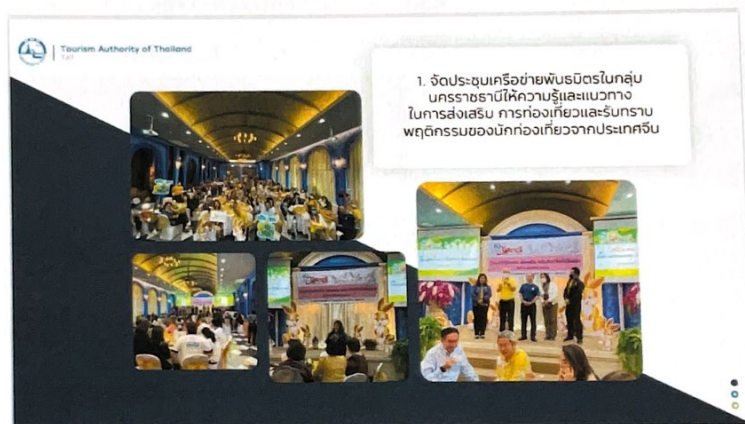 Tourism Authority of Thailand
TAT
1. จัดประชุมเครือข่ายพันธมิตรในกลุ่ม
นครราชธานีให้ความรู้และแนวทาง
ในการส่งเสริม การท่องเที่ยวและรับทราบ
พฤติกรรมของนักท่องเที่ยวจากประเทศจีน